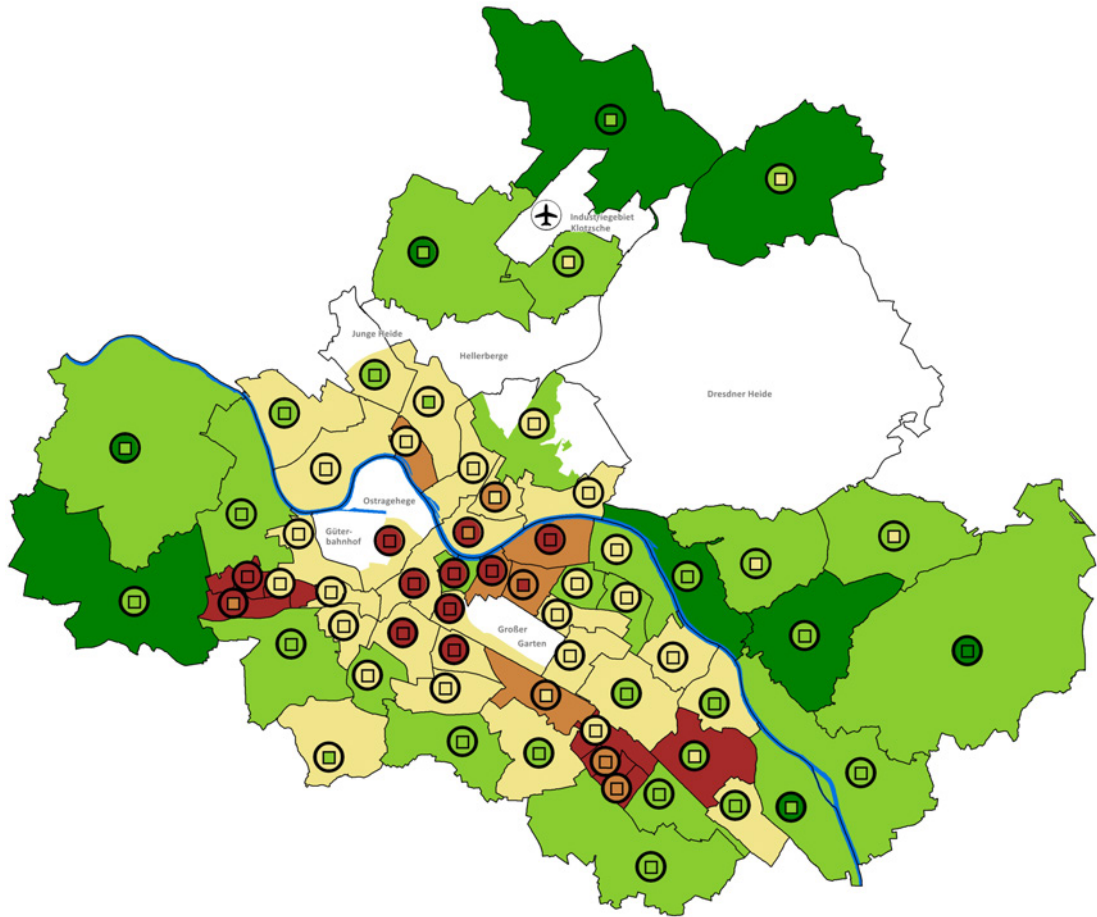 Industriegebiet
Klotzsche
Junge Heide
Hellerberge
Dresdner Heide
Ostragehege
Güter-
bahnhof
Großer
Garten